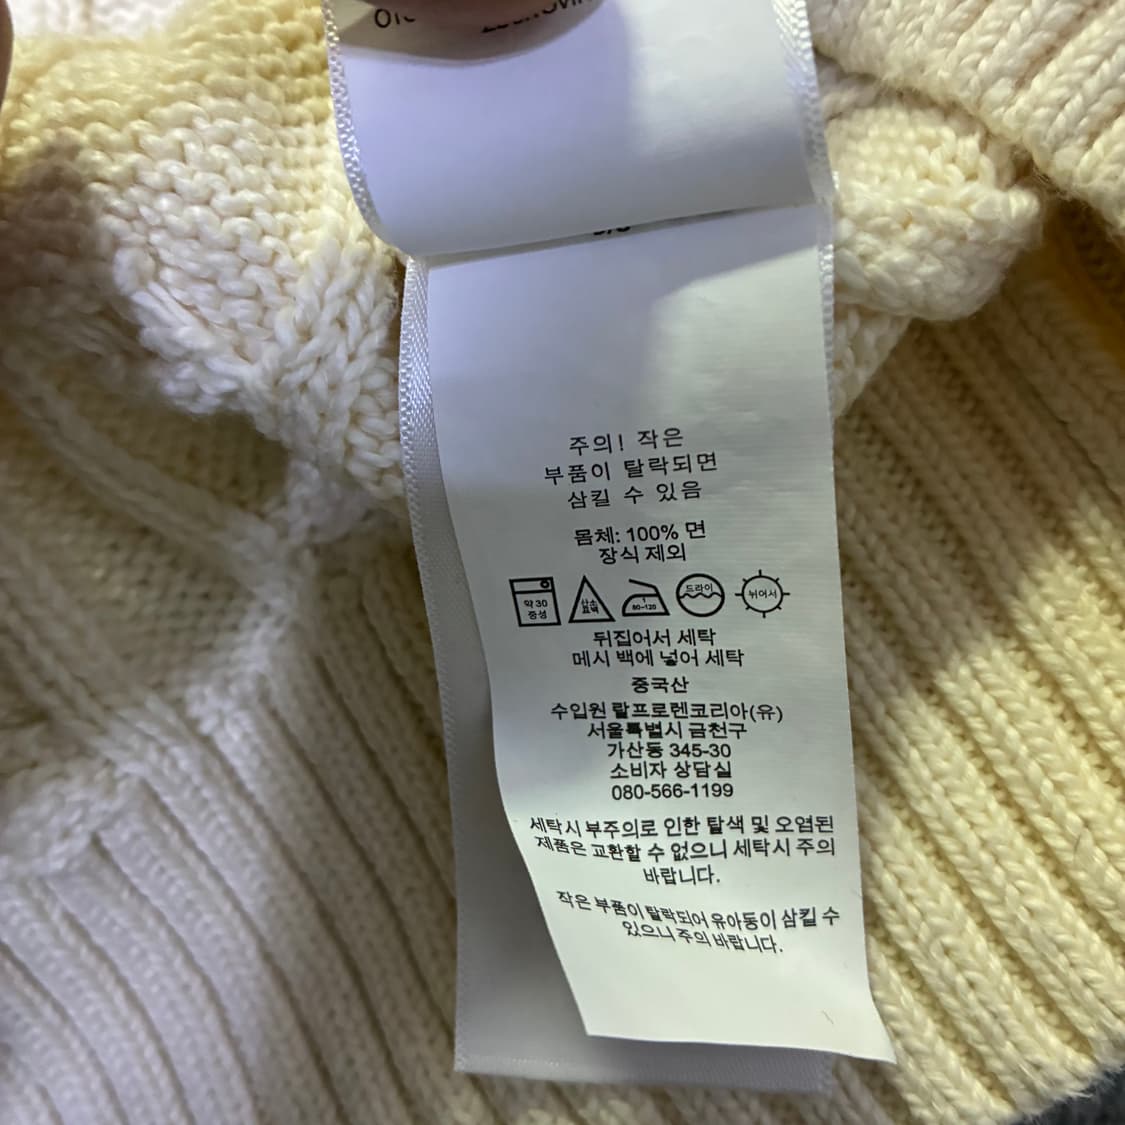 주의! 작은
부품이 탈락되면
삼킬 수 있음
몸체: 100% 면
장식 제외
약 30
중성
산소
표백
1
80~120
드라이
뉘어서
뒤집어서 세탁
메시 백에 넣어 세탁
중국산
수입원 랄프로렌코리아(유)
서울특별시 금천구
가산동 345-30
소비자 상담실
080-566-1199
세탁시 부주의로 인한 탈색 및 오염된
제품은 교환할 수 없으니 세탁시 주의
바랍니다.
작은 부품이 탈락되어 유아동이 삼킬 수
있으니 주의 바랍니다.